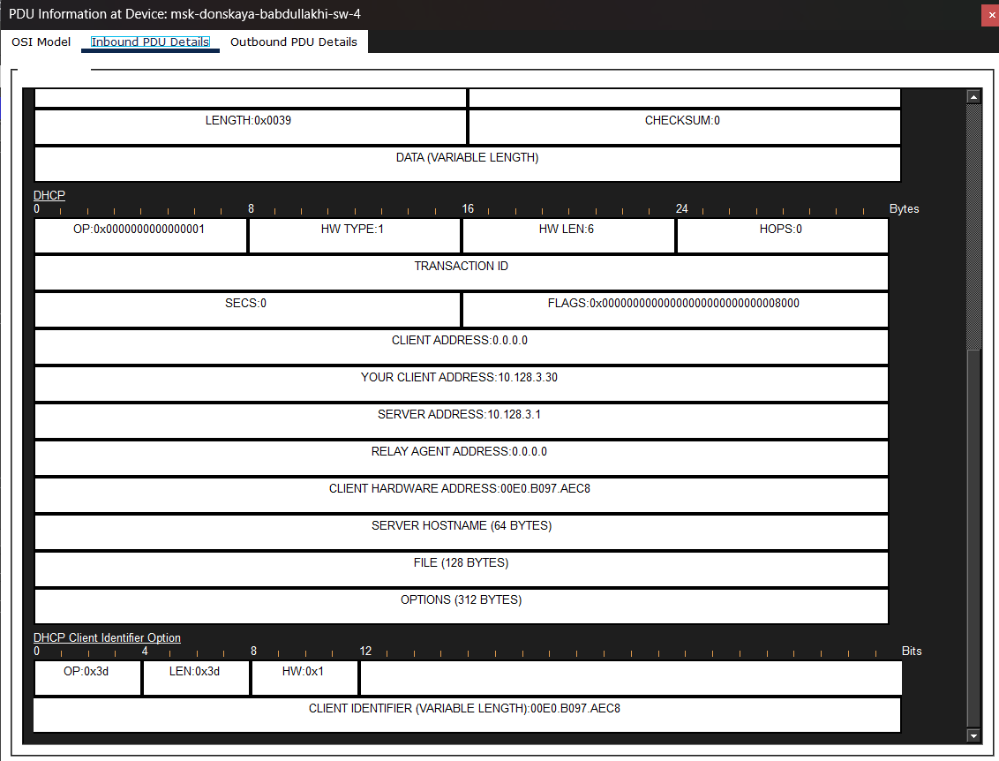 PDU Information at Device: msk-donskaya-babdullakhi-sw-4
×
OSI Model Inbound PDU Details Outbound PDU Details
LENGTH:0x0039 CHECKSUM:0
DATA (VARIABLE LENGTH)
DHCP
0 8 16 24 Bytes
OP:0x0000000000000001 HW TYPE:1 HW LEN:6 HOPS:0
TRANSACTION ID
SECS:0 FLAGS:0x00000000000000000000000000008000
CLIENT ADDRESS:0.0.0.0
YOUR CLIENT ADDRESS:10.128.3.30
SERVER ADDRESS:10.128.3.1
RELAY AGENT ADDRESS:0.0.0.0
CLIENT HARDWARE ADDRESS:00E0.B097.AEC8
SERVER HOSTNAME (64 BYTES)
FILE (128 BYTES)
OPTIONS (312 BYTES)
DHCP Client Identifier Option
0 4 8 12 Bits
OP:0x3d LEN:0x3d HW:0x1
CLIENT IDENTIFIER (VARIABLE LENGTH):00E0.B097.AEC8